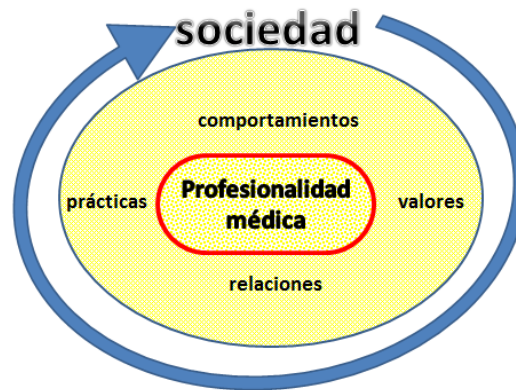 sociedad
comportamientos
prácticas
Profesionalidad
médica
valores
relaciones